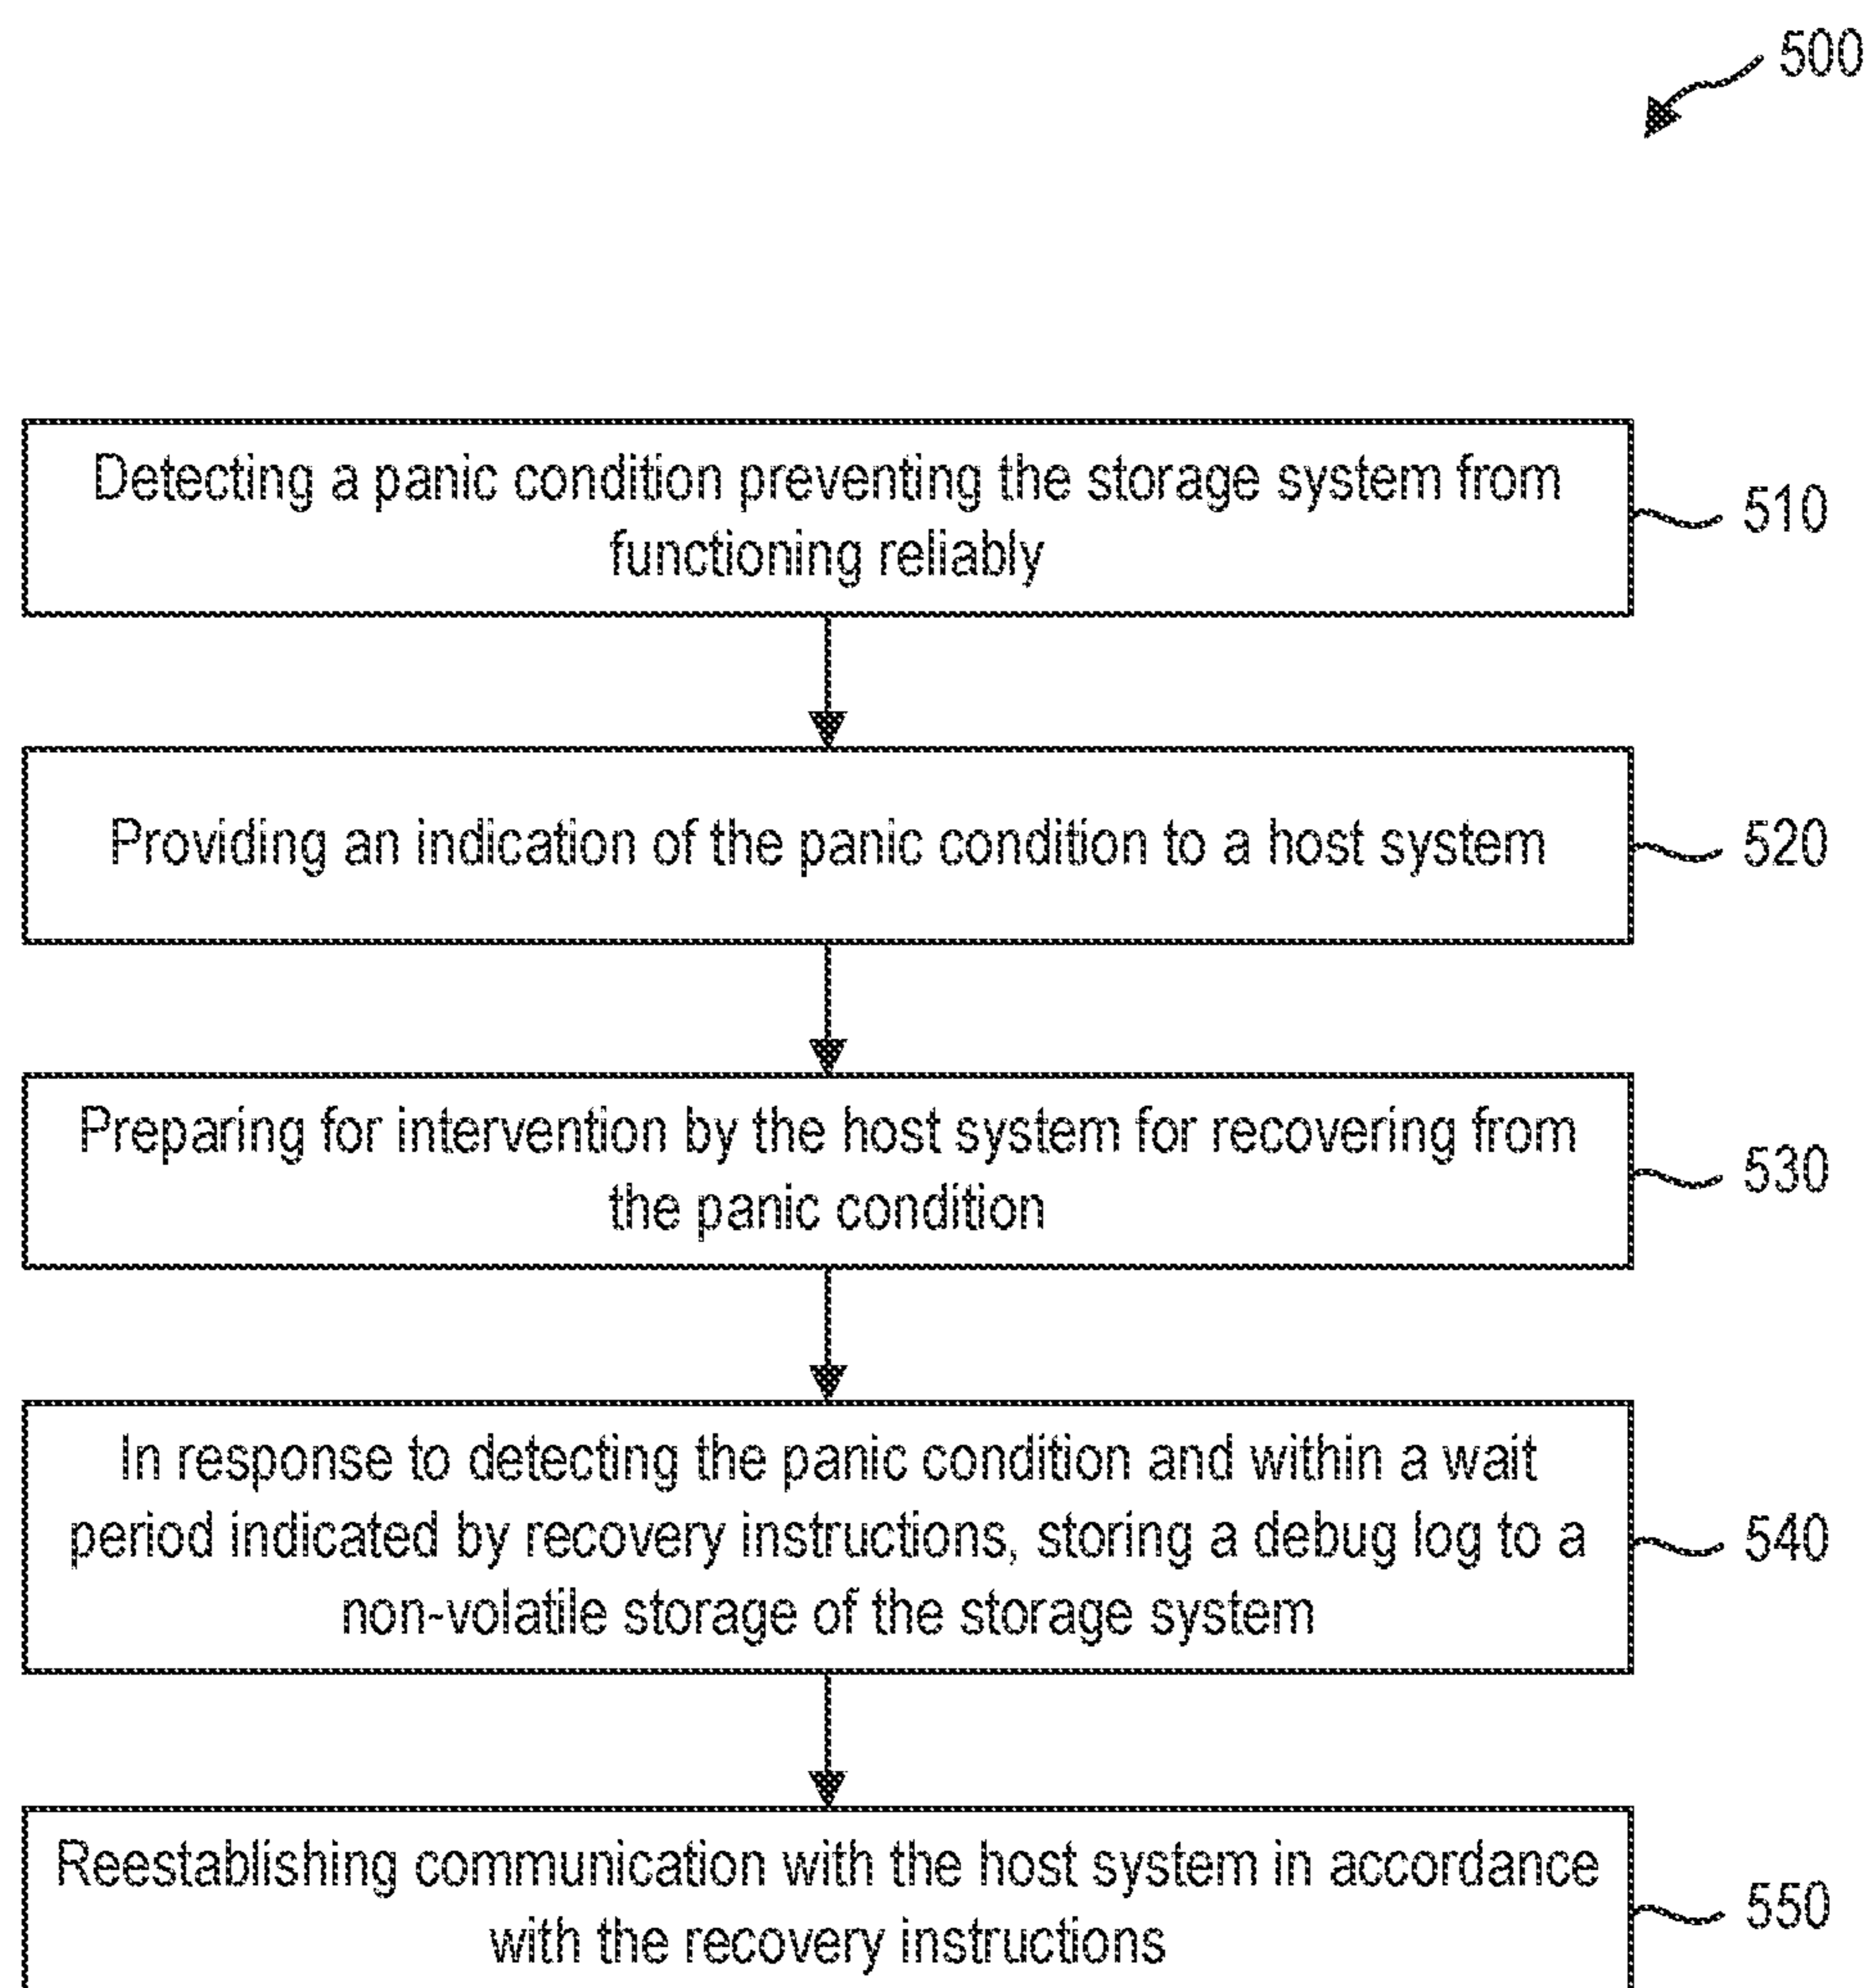 500
Detecting a panic condition preventing the storage system from
functioning reliably
510
Providing an indication of the panic condition to a host system
520
Preparing for intervention by the host system for recovering from
the panic condition
530
In response to detecting the panic condition and within a wait
period indicated by recovery instructions, storing a debug log to a
non-volatile storage of the storage system
540
Reestablishing communication with the host system in accordance
with the recovery instructions
550